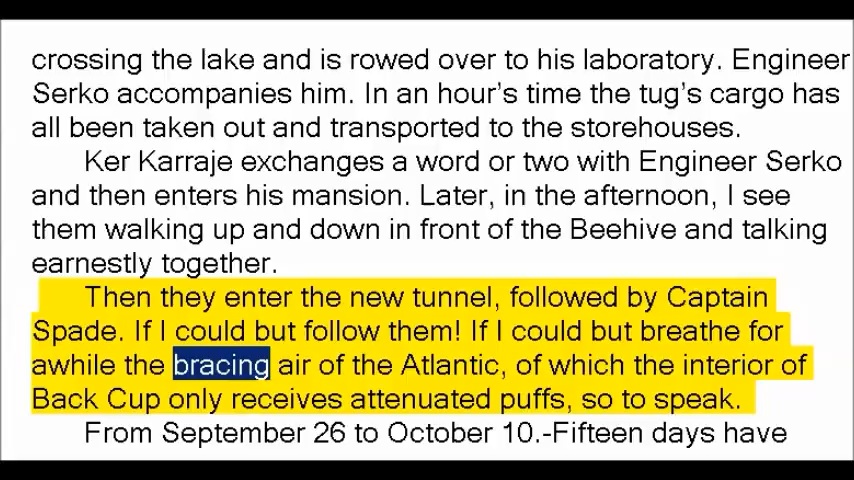 crossing the lake and is rowed over to his laboratory. Engineer
Serko accompanies him. In an hour’s time the tug’s cargo has
all been taken out and transported to the storehouses.
Ker Karraje exchanges a word or two with Engineer Serko
and then enters his mansion. Later, in the afternoon, I see
them walking up and down in front of the Beehive and talking
earnestly together.
Then they enter the new tunnel, followed by Captain
Spade. If I could but follow them! If I could but breathe for
awhile the bracing air of the Atlantic, of which the interior of
Back Cup only receives attenuated puffs, so to speak.
From September 26 to October 10.-Fifteen days have